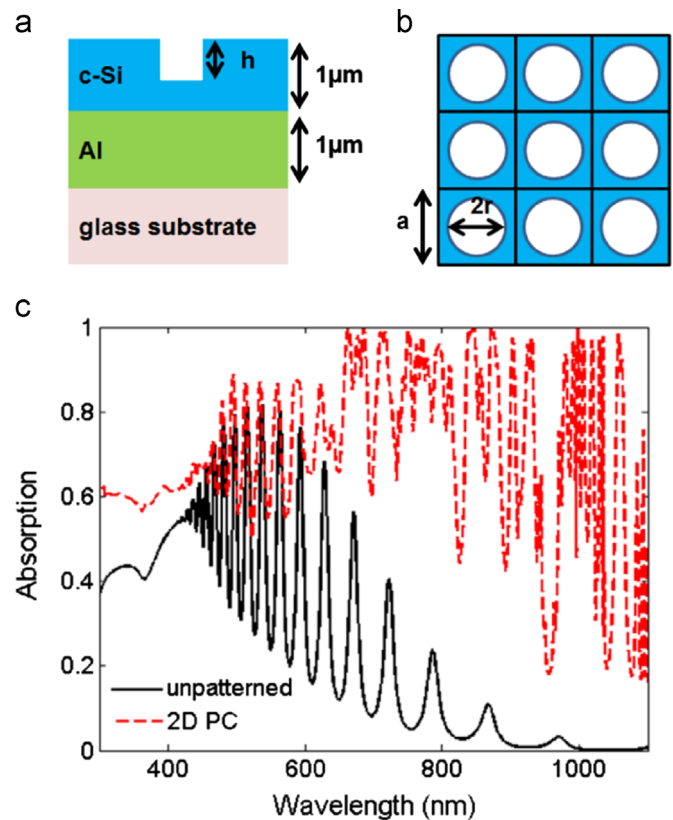 a
b
h
c-Si
1µm
Al
1µm
glass substrate
a
2r
c
Absorption
1
0.8
0.6
0.4
0.2
0
unpatterned
2D PC
400
600
800
1000
Wavelength (nm)